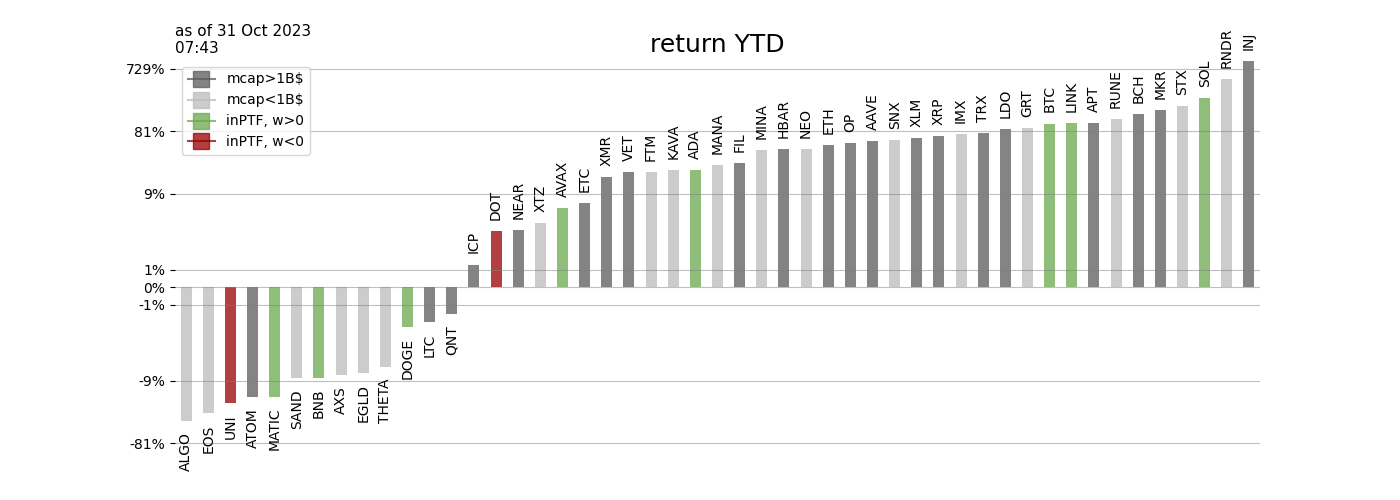 as of 31 Oct 2023
07:43
return YTD
mcap>1B$
mcap<1B$
inPTF, w>0
inPTF, w<0
729%
81%
9%
1%
0%
-1%
-9%
-81%
ALGO
EOS
UNI
ATOM
MATIC
SAND
BNB
AXS
EGLD
THETA
DOGE
LTC
QNT
ICP
DOT
NEAR
XTZ
AVAX
ETC
XMR
VET
FTM
KAVA
ADA
MANA
FIL
MINA
HBAR
NEO
ETH
OP
AAVE
SNX
XLM
XRP
IMX
TRX
LDO
GRT
BTC
LINK
APT
RUNE
BCH
MKR
STX
SOL
RNDR
INJ